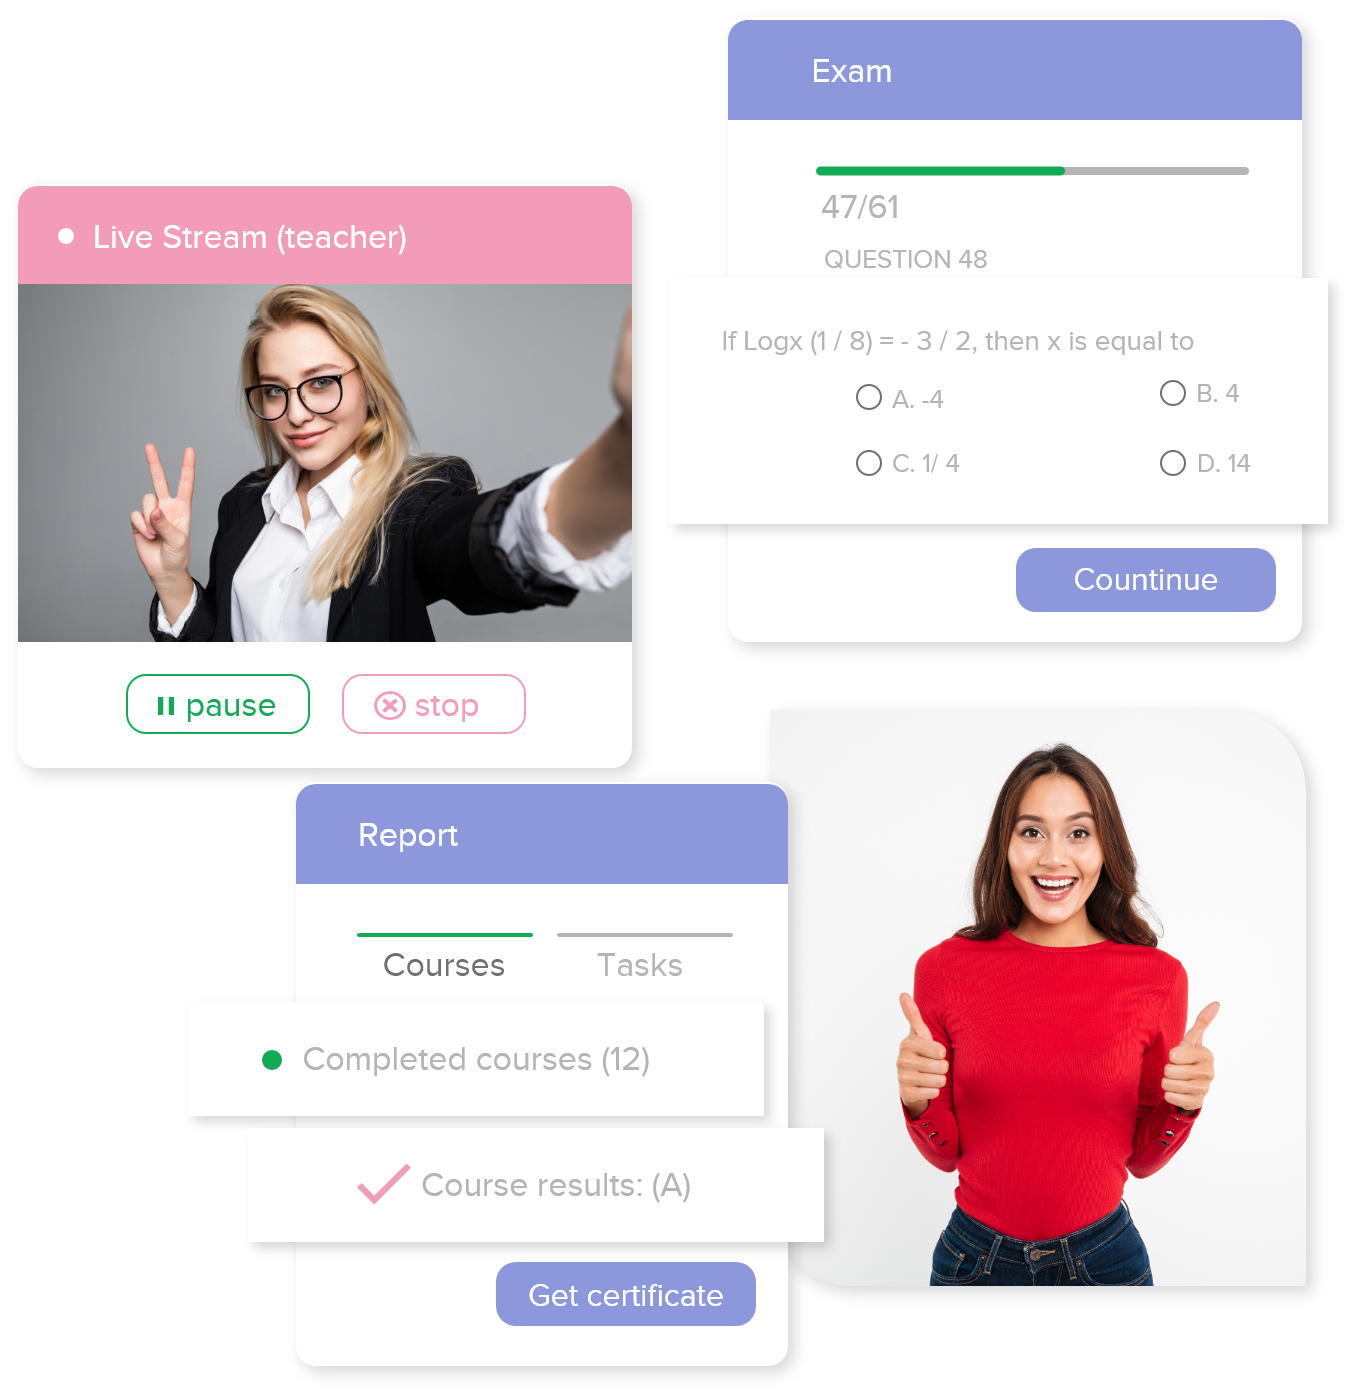 Exam
47/61
QUESTION 48
If Logx (1 / 8) = - 3 / 2, then x is equal to
A. -4
B. 4
C. 1/ 4
D. 14
Countinue
Live Stream (teacher)
pause
stop
Report
Courses
Tasks
Completed courses (12)
Course results: (A)
Get certificate